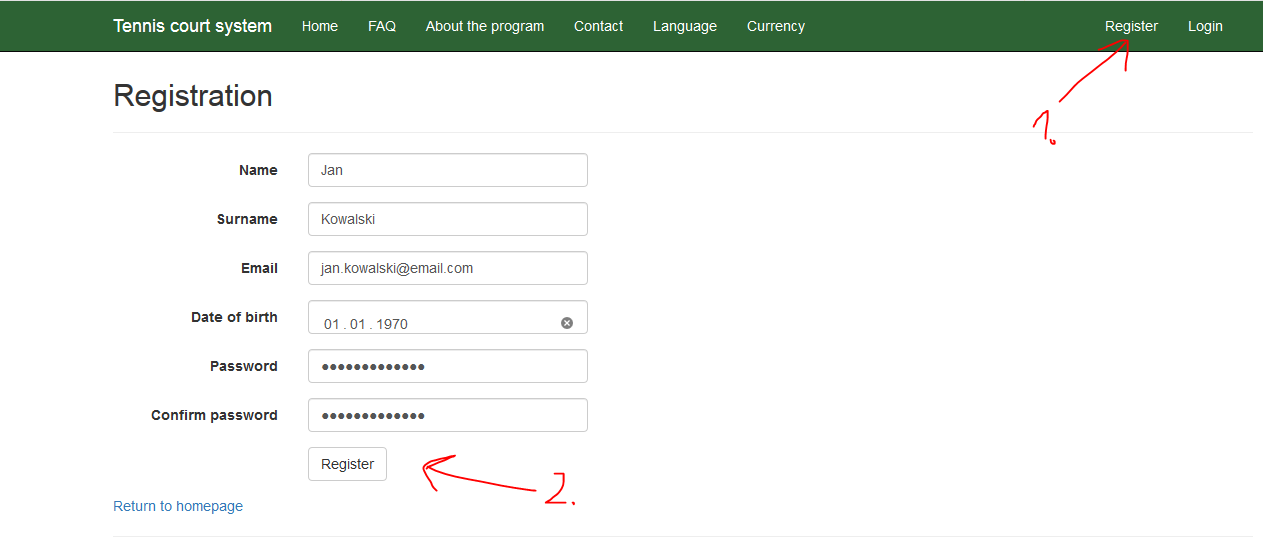 Tennis court system Home FAQ About the program Contact Language Currency Register Login
Registration
1.
Name Jan
Surname Kowalski
Email jan.kowalski@email.com
Date of birth 01 . 01 . 1970
Password •••••••••••••
Confirm password •••••••••••••
Register
2.
Return to homepage